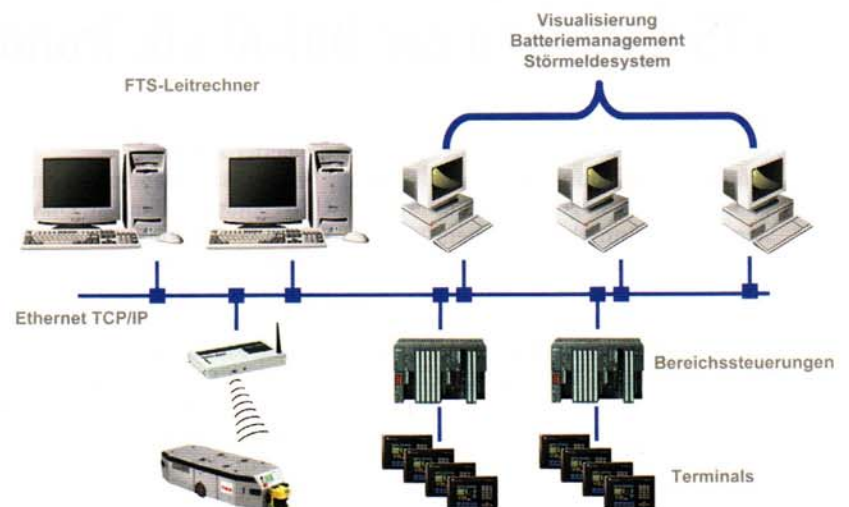 Visualisierung
Batteriemanagement
Störmeldesystem
FTS-Leitrechner
Ethernet TCP/IP
Bereichssteuerungen
Terminals